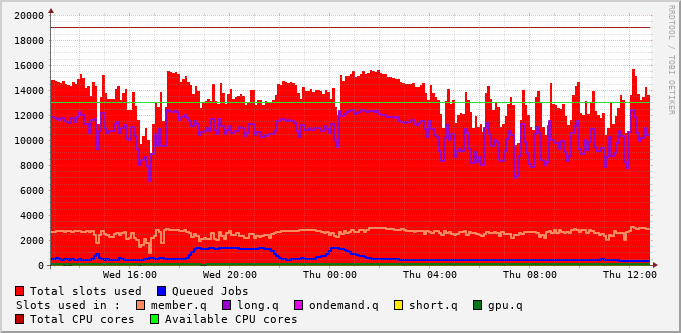 20000
18000
16000
14000
12000
10000
8000
6000
4000
2000
0
Wed 16:00 Wed 20:00 Thu 00:00 Thu 04:00 Thu 08:00 Thu 12:00
RRDTOOL / TOBI OETIKER
Total slots used Queued Jobs
Slots used in : member.q long.q ondemand.q short.q gpu.q
Total CPU cores Available CPU cores